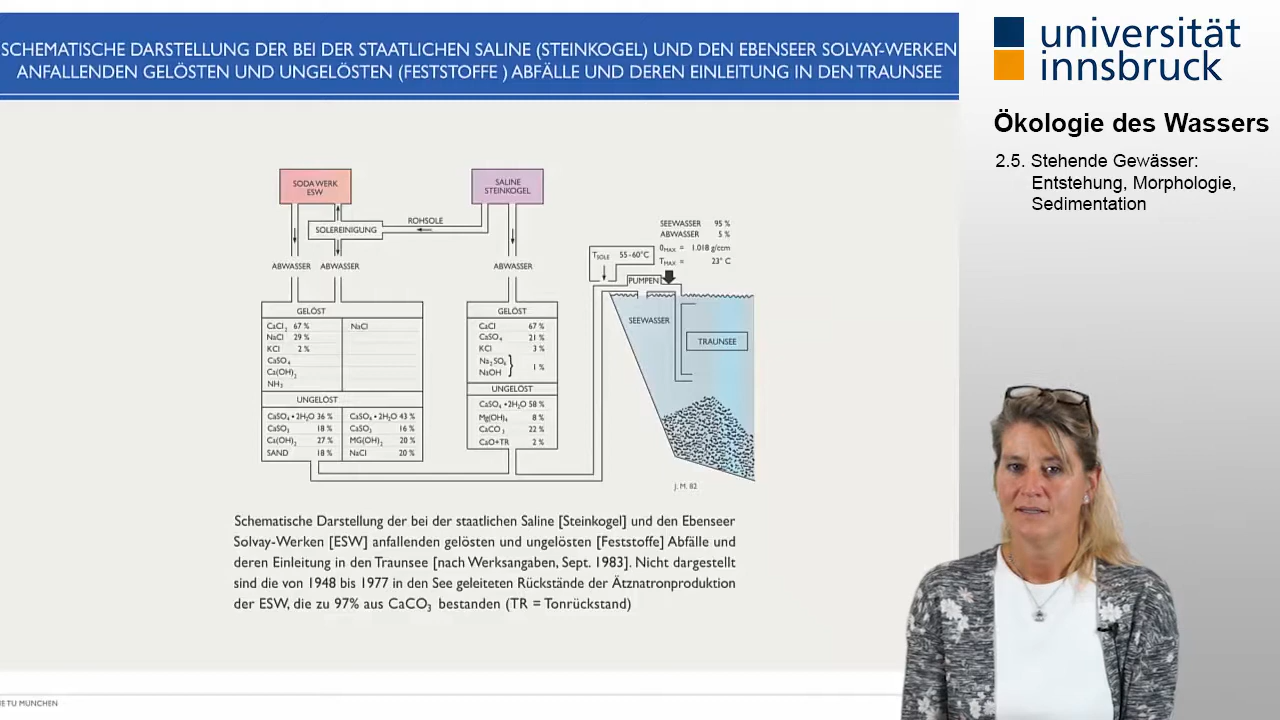 SCHEMATISCHE DARSTELLUNG DER BEI DER STAATLICHEN SALINE (STEINKOGEL) UND DEN EBENSEER SOLVAY-WERKEN
ANFALLENDEN GELÖSTEN UND UNGELÖSTEN (FESTSTOFFE ) ABFÄLLE UND DEREN EINLEITUNG IN DEN TRAUNSEE
universität
innsbruck
Ökologie des Wassers
2.5. Stehende Gewässer:
Entstehung, Morphologie,
Sedimentation
SODA WERK
ESW
SALINE
STEINKOGEL
SOLEREINIGUNG
ROHSOLE
ABWASSER
ABWASSER
ABWASSER
GELÖST
CaCl₂ 67 %
NaCl 29 %
KCl 2 %
CaSO₄
Ca(OH)₂
NH₃
NaCl
UNGELÖST
CaSO₄ • 2H₂O 36 %
CaSO₃ 18 %
Ca(OH)₂ 27 %
SAND 18 %
CaSO₄ • 2H₂O 43 %
CaSO₃ 16 %
MG(OH)₂ 20 %
NaCl 20 %
GELÖST
CaCl 67 %
CaSO₄ 21 %
KCl 3 %
Na₂SO₄
NaOH } 1 %
UNGELÖST
CaSO₄ • 2H₂O 58 %
Mg(OH)₄ 8 %
CaCO₃ 22 %
CaO+TR 2 %
SEEWASSER 95 %
ABWASSER 5 %
MAX = 1.018 g/ccm
T MAX = 23° C
T SOLE 55-60°C
PUMPEN
SEEWASSER
TRAUNSEE
J. M. 82
Schematische Darstellung der bei der staatlichen Saline [Steinkogel] und den Ebenseer
Solvay-Werken [ESW] anfallenden gelösten und ungelösten [Feststoffe] Abfälle und
deren Einleitung in den Traunsee [nach Werksangaben, Sept. 1983]. Nicht dargestellt
sind die von 1948 bis 1977 in den See geleiteten Rückstände der Ätznatronproduktion
der ESW, die zu 97% aus CaCO₃ bestanden (TR = Tonrückstand)
TU MÜNCHEN